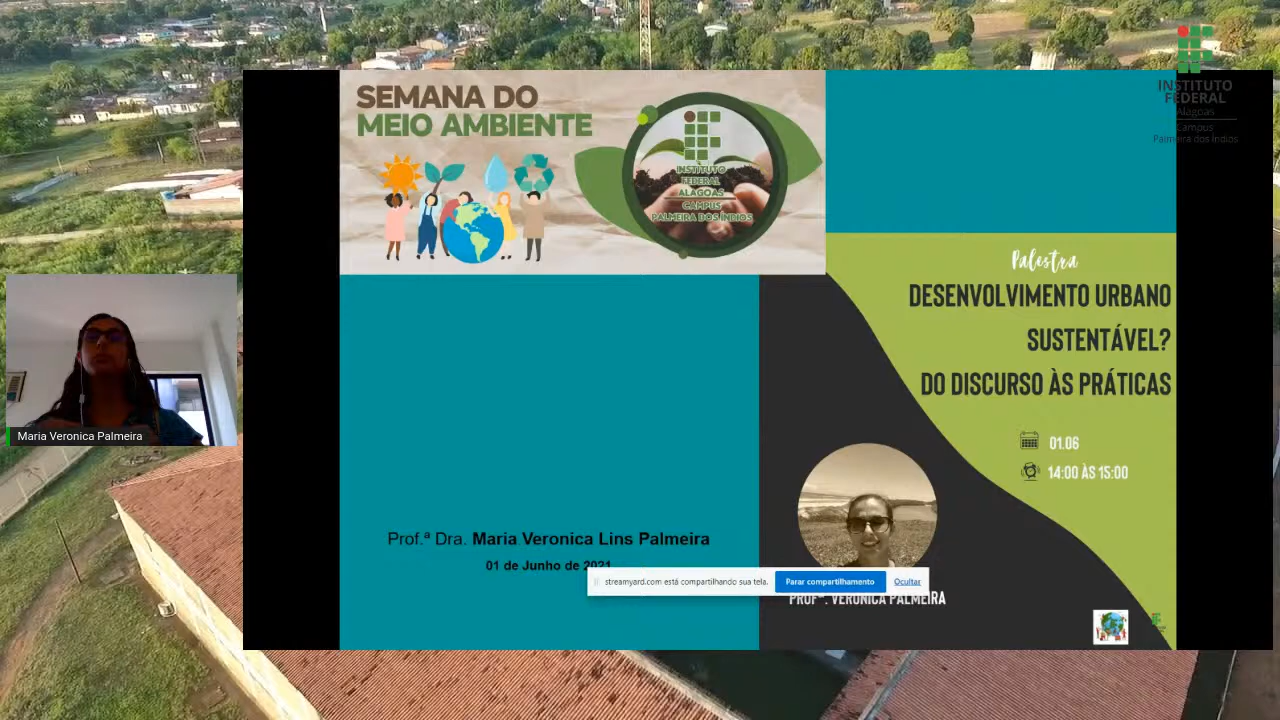 INSTITUTO
FEDERAL
Alagoas
Campus
Palmeira dos Índios
SEMANA DO
MEIO AMBIENTE
INSTITUTO
FEDERAL
ALAGOAS
CAMPUS
PALMEIRA DOS ÍNDIOS
Palestra
DESENVOLVIMENTO URBANO
SUSTENTÁVEL?
DO DISCURSO ÀS PRÁTICAS
01.06
14:00 ÀS 15:00
Maria Veronica Palmeira
Prof.ª Dra. Maria Veronica Lins Palmeira
01 de Junho de 2021
streamyard.com está compartilhando sua tela.
Parar compartilhamento
Ocultar
PROFª. VERÔNICA PALMEIRA